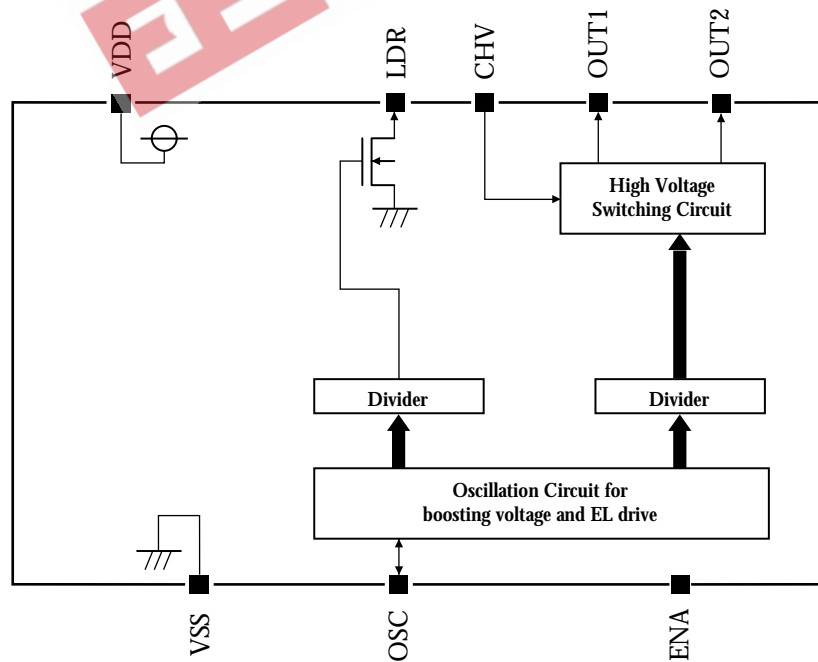 VDD
LDR
CHV
OUT1
OUT2
High Voltage
Switching Circuit
Divider
Divider
Oscillation Circuit for
boosting voltage and EL drive
VSS
OSC
ENA